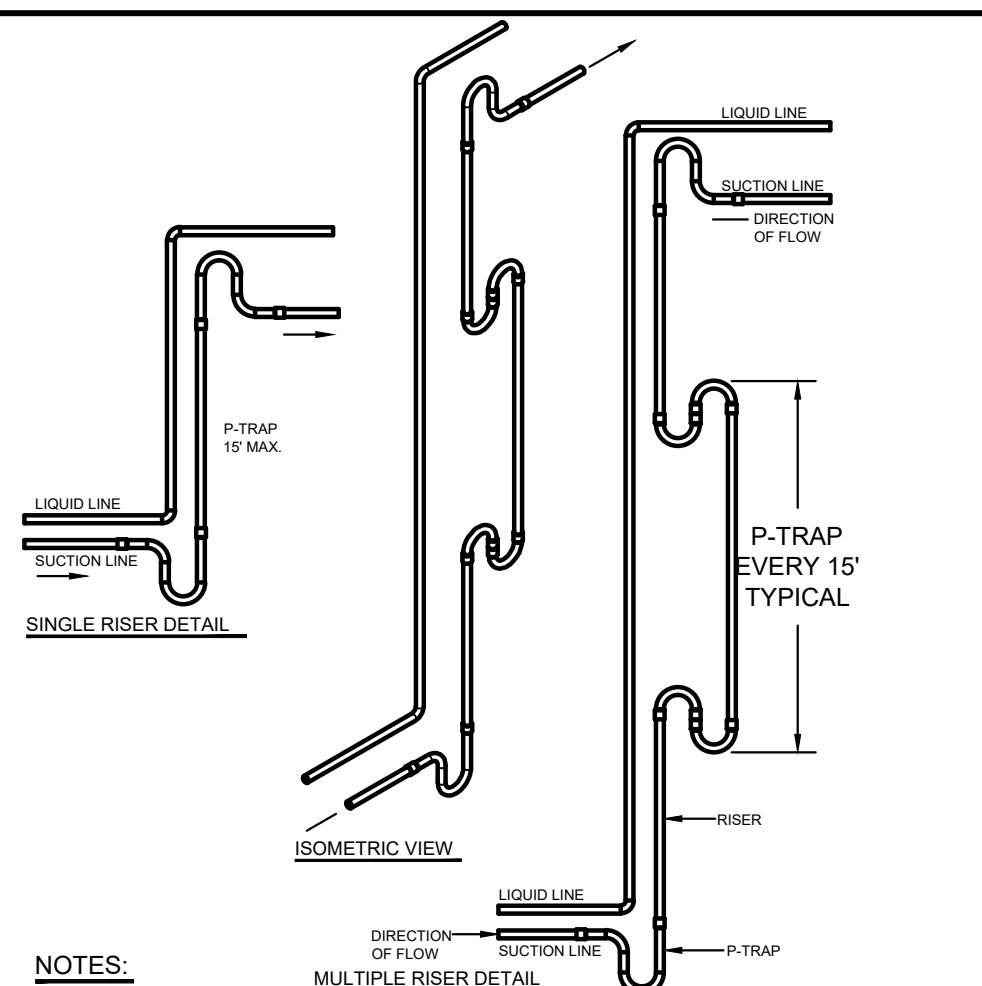 LIQUID LINE
SUCTION LINE
DIRECTION
OF FLOW
P-TRAP
15' MAX.
LIQUID LINE
SUCTION LINE
SINGLE RISER DETAIL
P-TRAP
EVERY 15'
TYPICAL
RISER
ISOMETRIC VIEW
LIQUID LINE
DIRECTION
OF FLOW
SUCTION LINE
P-TRAP
NOTES:
MULTIPLE RISER DETAIL